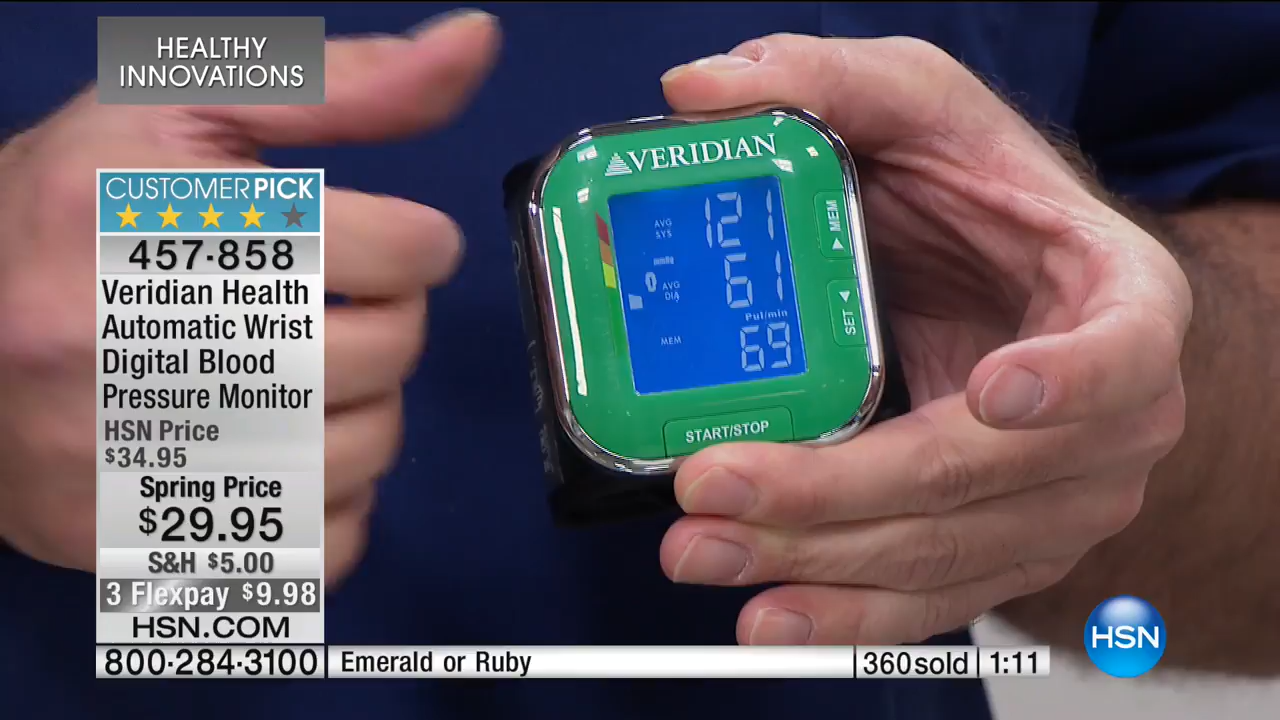 HEALTHY
INNOVATIONS
CUSTOMER PICK
457-858
Veridian Health
Automatic Wrist
Digital Blood
Pressure Monitor
HSN Price
$34.95
Spring Price
$29.95
S&H $5.00
3 Flexpay $9.98
HSN.COM
800-284-3100
Emerald or Ruby
360sold
1:11
VERIDIAN
AVG
SYS
121
mmHg
AVG
DIA
61
Pul/min
MEM
69
▲ MEM
SET ▼
START/STOP
HSN